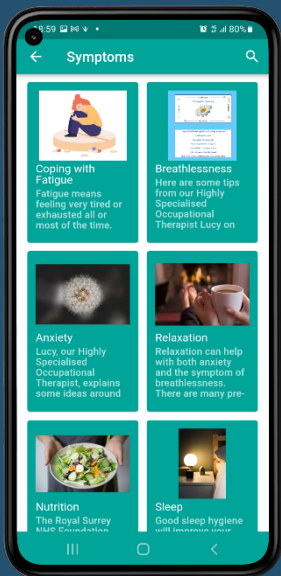 8:59
80%
Symptoms
Coping with
Fatigue
Fatigue means
feeling very tired or
exhausted all or
most of the time.
Breathlessness
Here are some tips
from our Highly
Specialised
Occupational
Therapist Lucy on
Anxiety
Lucy, our Highly
Specialised
Occupational
Therapist, explains
some ideas around
Relaxation
Relaxation can help
with both anxiety
and the symptom of
breathlessness.
There are many pre-
Nutrition
The Royal Surrey
NHS Foundation
Sleep
Good sleep hygiene
will improve your